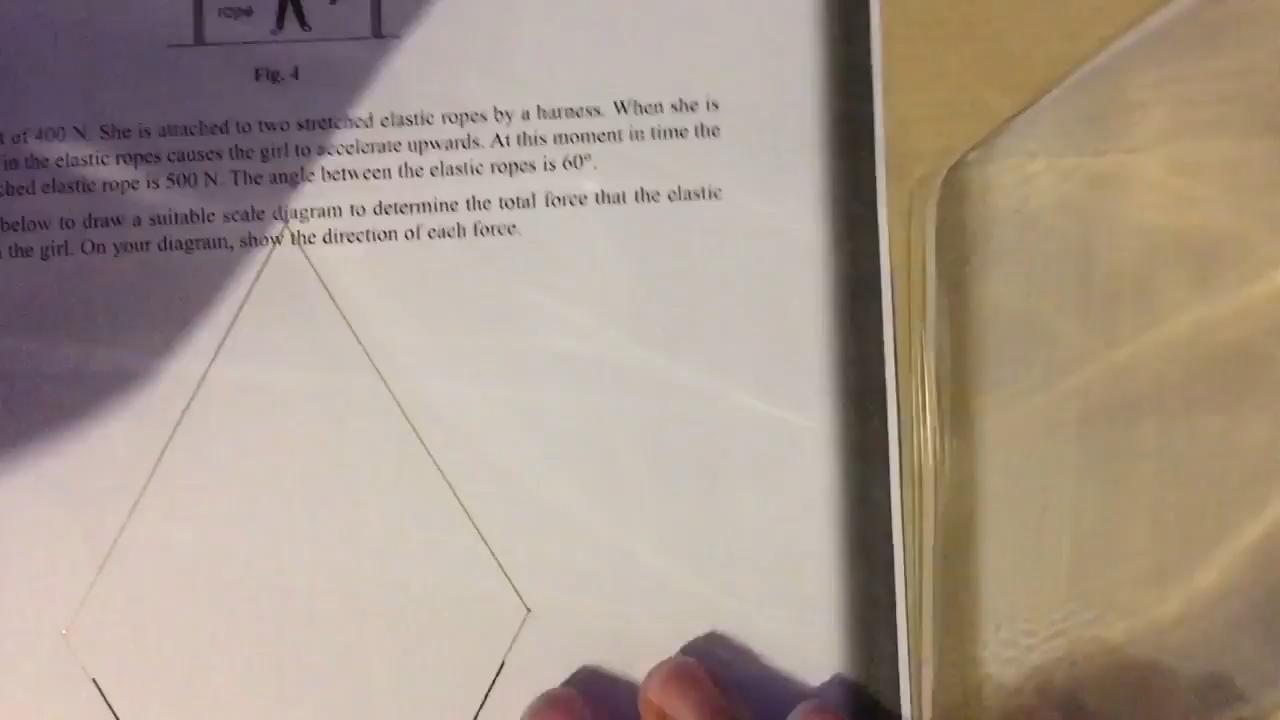 rope
Fig. 4
of 400 N. She is attached to two stretched elastic ropes by a harness. When she is
in the elastic ropes causes the girl to accelerate upwards. At this moment in time the
ched elastic rope is 500 N. The angle between the elastic ropes is 60°.
below to draw a suitable scale diagram to determine the total force that the elastic
the girl. On your diagram, show the direction of each force.